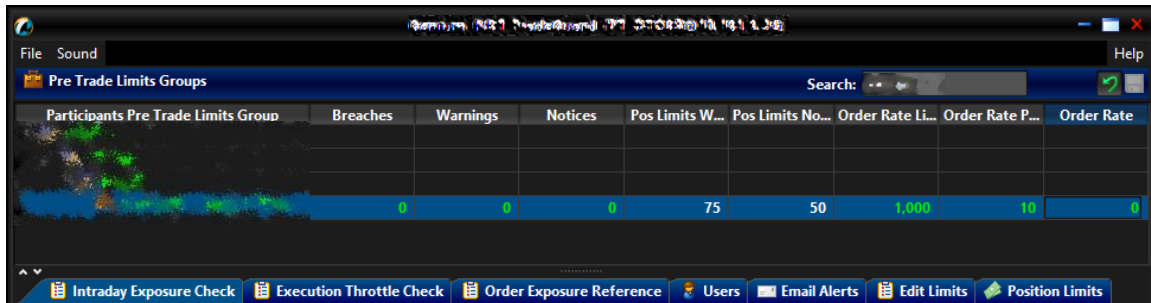 File Sound Help
Pre Trade Limits Groups Search:
Participants Pre Trade Limits Group Breaches Warnings Notices Pos Limits W... Pos Limits No... Order Rate Li... Order Rate P... Order Rate
0 0 0 75 50 1,000 10 0
Intraday Exposure Check Execution Throttle Check Order Exposure Reference Users Email Alerts Edit Limits Position Limits